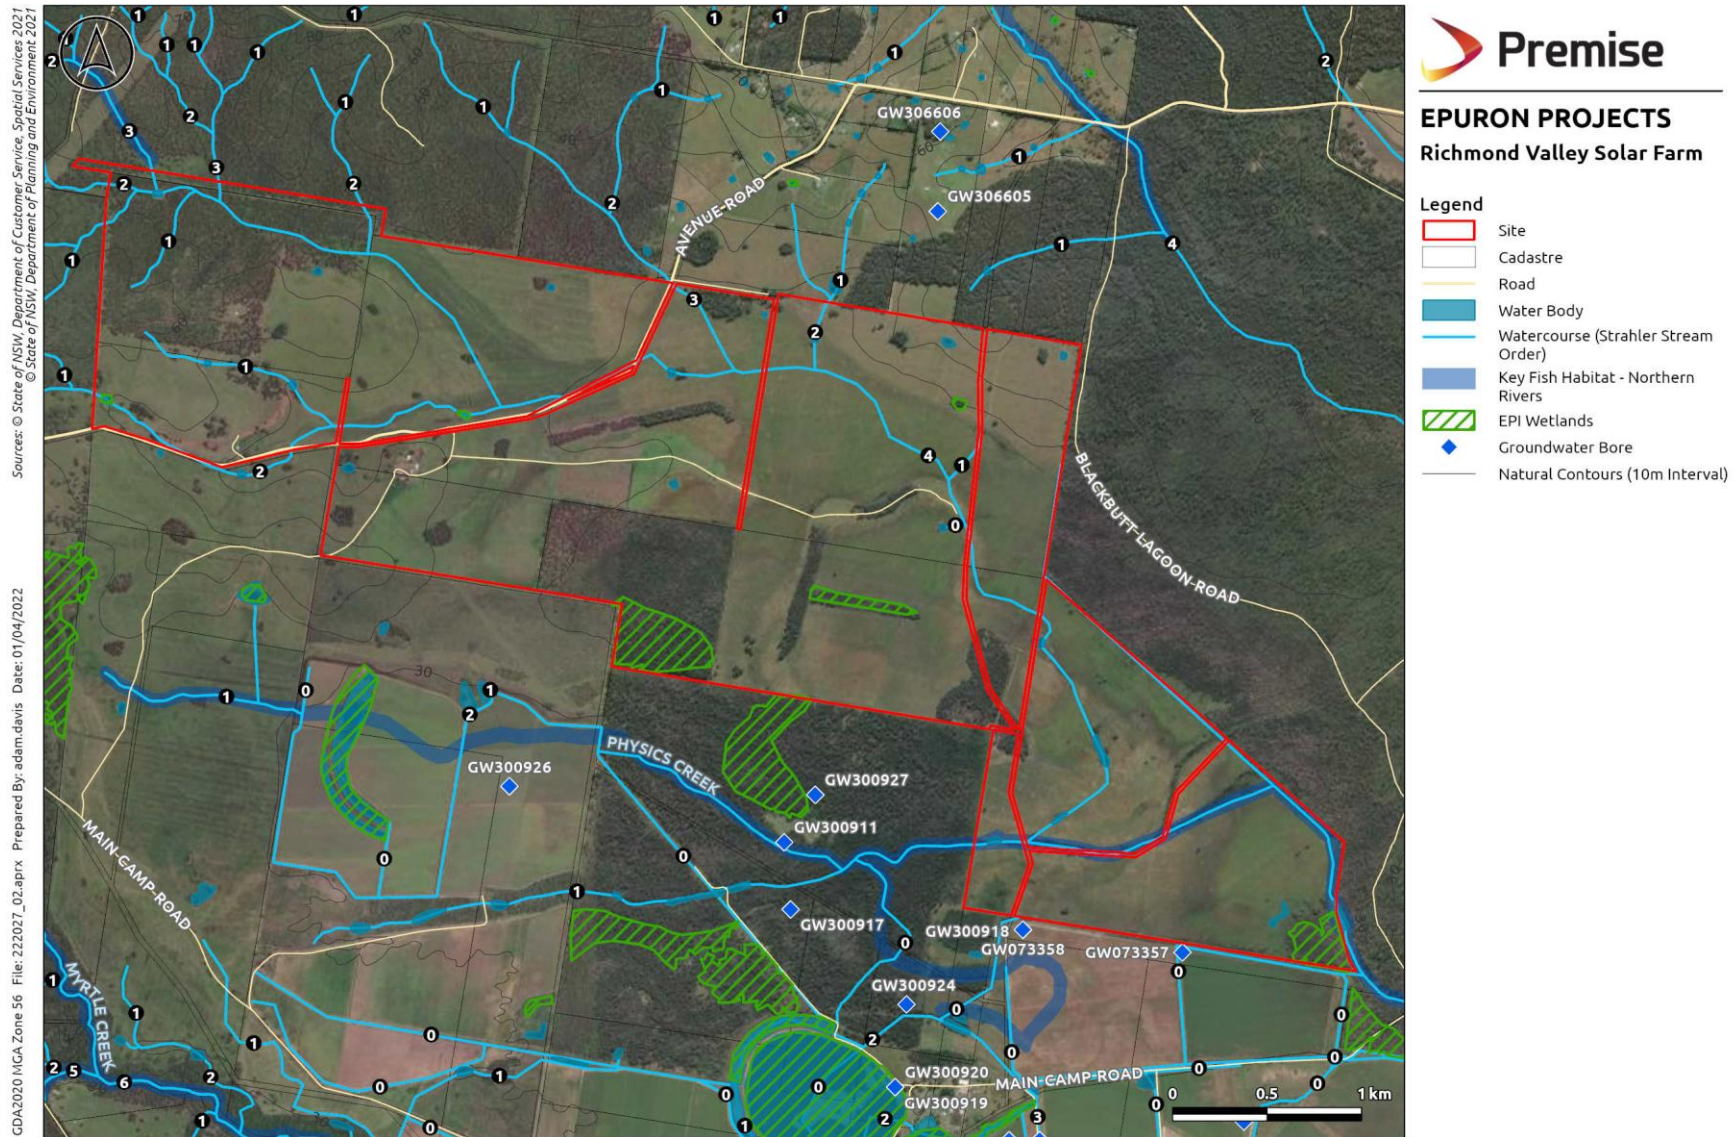 Sources: © State of NSW, Department of Customer Service, Spatial Services 2021
© State of NSW, Department of Planning and Environment 2021
GDA2020 MGA Zone 56 File: 222027_02.aprx Prepared By: adam.davis Date: 01/04/2022
Premise
EPURON PROJECTS
Richmond Valley Solar Farm
Legend
Site
Cadastre
Road
Water Body
Watercourse (Strahler Stream
Order)
Key Fish Habitat - Northern
Rivers
EPI Wetlands
Groundwater Bore
Natural Contours (10m Interval)
GW306606
GW306605
AVENUE ROAD
BLACKBUTT LAGOON ROAD
30
PHYSICS CREEK
GW300926
GW300927
GW300911
MAIN CAMP ROAD
GW300917
GW300918
GW073358
GW073357
GW300924
MYRTLE CREEK
GW300920
GW300919
MAIN CAMP ROAD
0 0.5 1 km